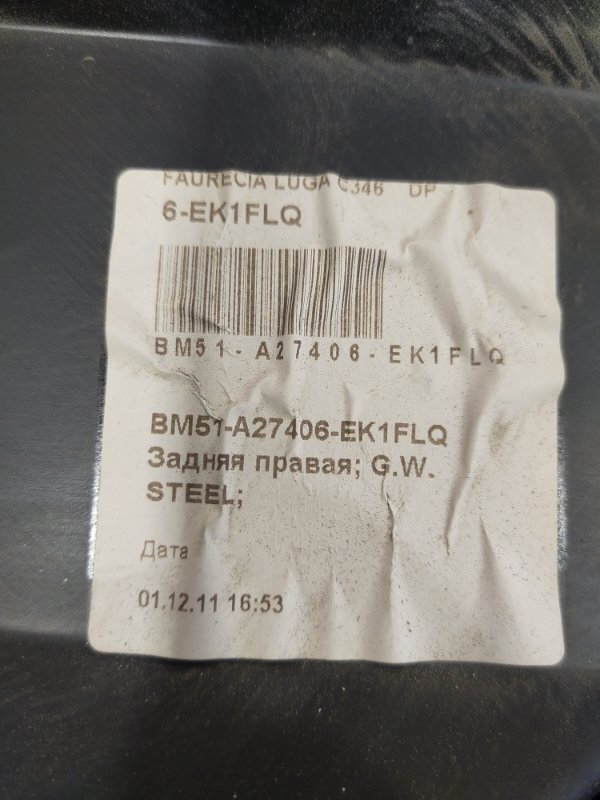 FAURECIA LUGA C346 DP
6-EK1FLQ
BM51-A27406-EK1FLQ
BM51-A27406-EK1FLQ
Задняя правая; G.W.
STEEL;
Дата
01.12.11 16:53